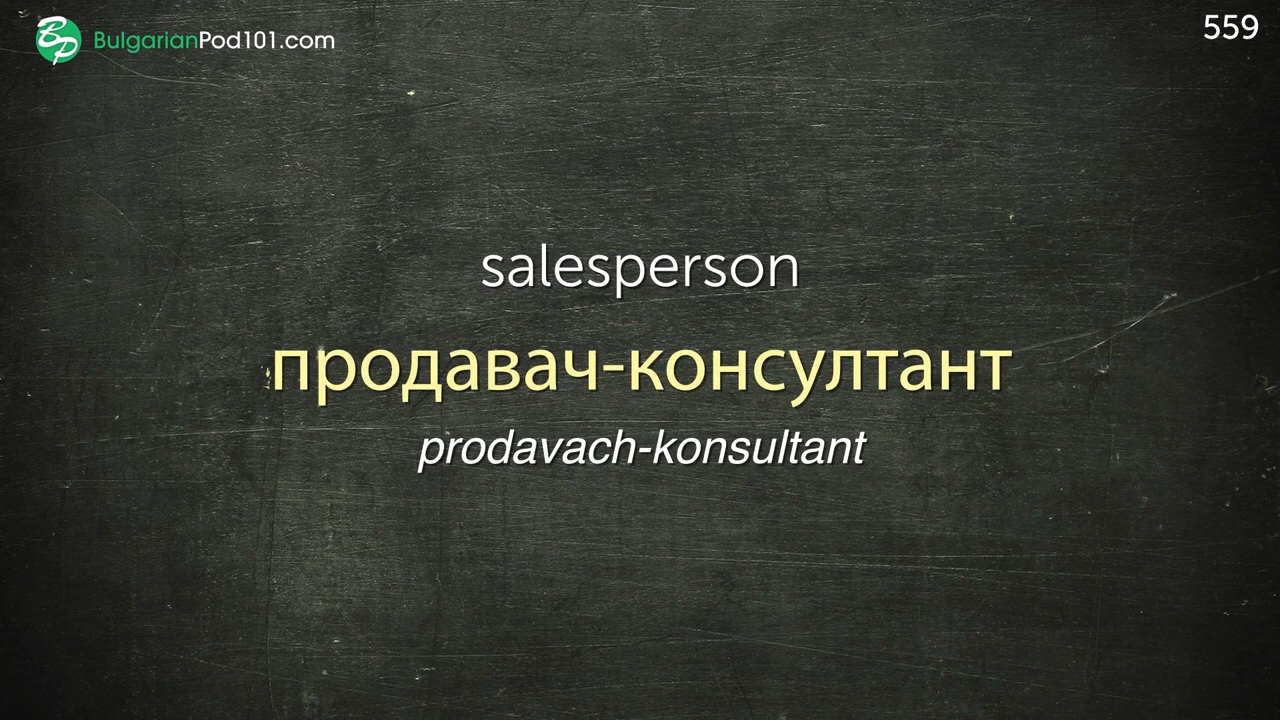 BulgarianPod101.com
559
salesperson
продавач-консултант
prodavach-konsultant